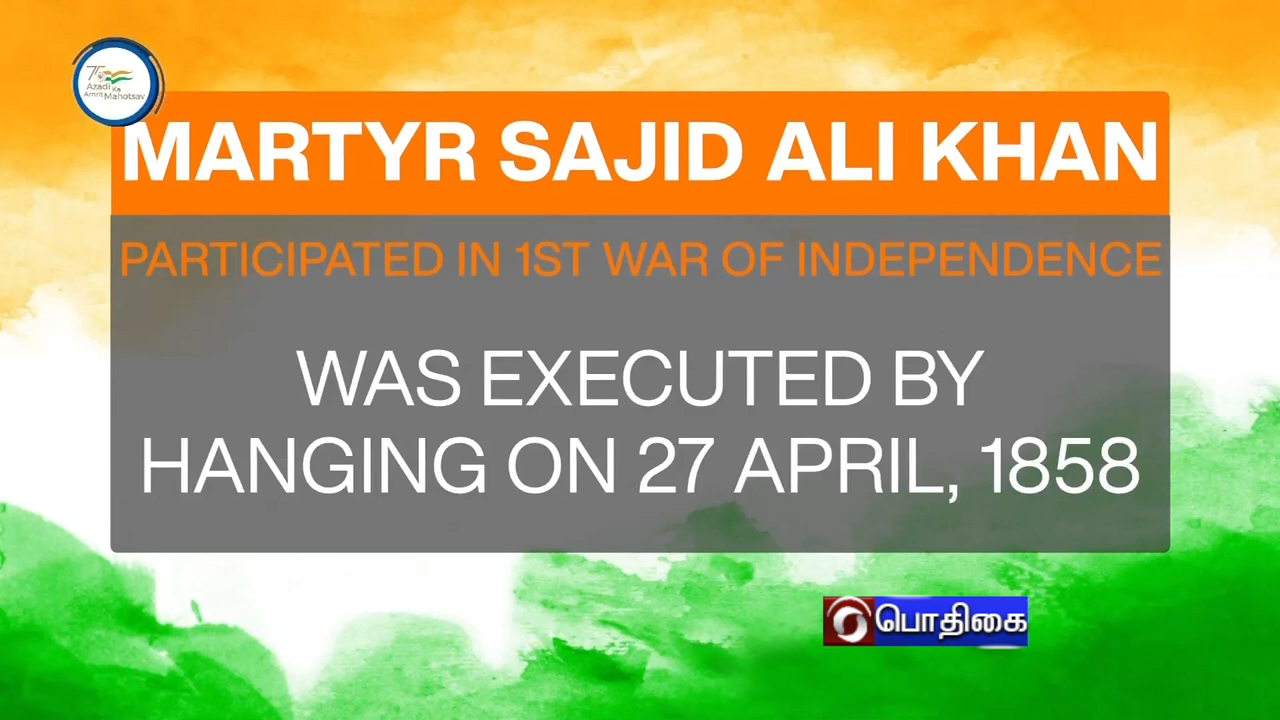 75
Azadi Ka
Amrit Mahotsav
MARTYR SAJID ALI KHAN
PARTICIPATED IN 1ST WAR OF INDEPENDENCE
WAS EXECUTED BY
HANGING ON 27 APRIL, 1858
பொதிகை